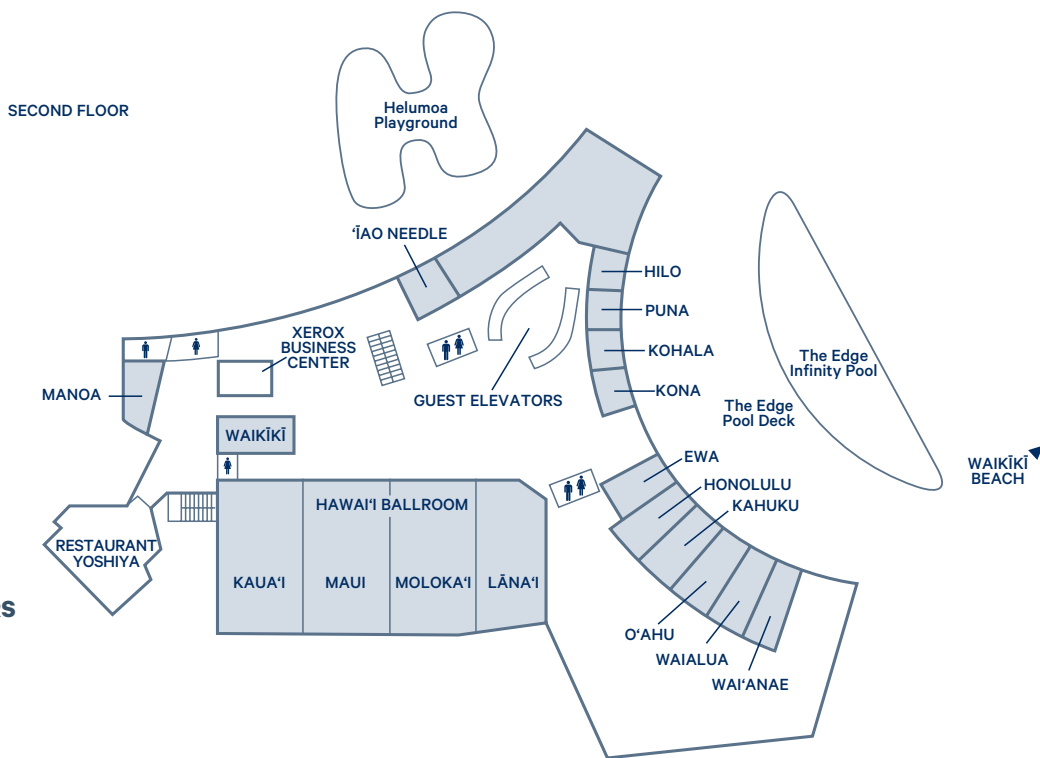 SECOND FLOOR
Helumoa
Playground
ʻĪAO NEEDLE
HILO
PUNA
XEROX
BUSINESS
CENTER
KOHALA
The Edge
Infinity Pool
MANOA
KONA
GUEST ELEVATORS
The Edge
Pool Deck
WAIKĪKĪ
EWA
WAIKĪKĪ
BEACH
HONOLULU
HAWAIʻI BALLROOM
KAHUKU
RESTAURANT
YOSHIYA
KAUAʻI
MAUI
MOLOKAʻI
LĀNAʻI
OʻAHU
WAIALUA
WAIʻANAE